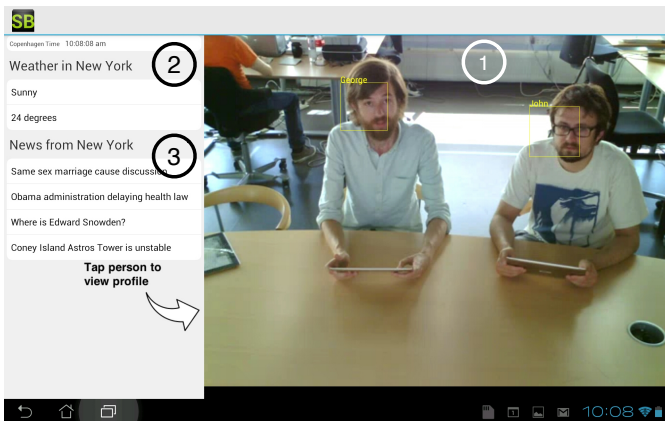 SB
Copenhagen Time 10:08:08 am
Weather in New York
2
Sunny
24 degrees
News from New York
3
Same sex marriage cause discussion
Obama administration delaying health law
Where is Edward Snowden?
Coney Island Astros Tower is unstable
Tap person to
view profile
1
George
John
10:08